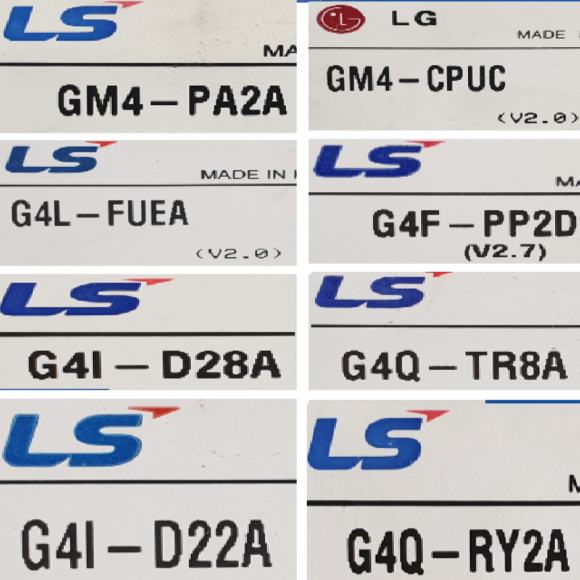 LS
MA
GM4-PA2A
LG
MADE
GM4-CPUC
(V2.0)
LS
MADE IN
G4L-FUEA
(V2.0)
LS
MA
G4F-PP2D
(V2.7)
LS
G4I-D28A
LS
G4Q-TR8A
LS
G4I-D22A
LS
M
G4Q-RY2A